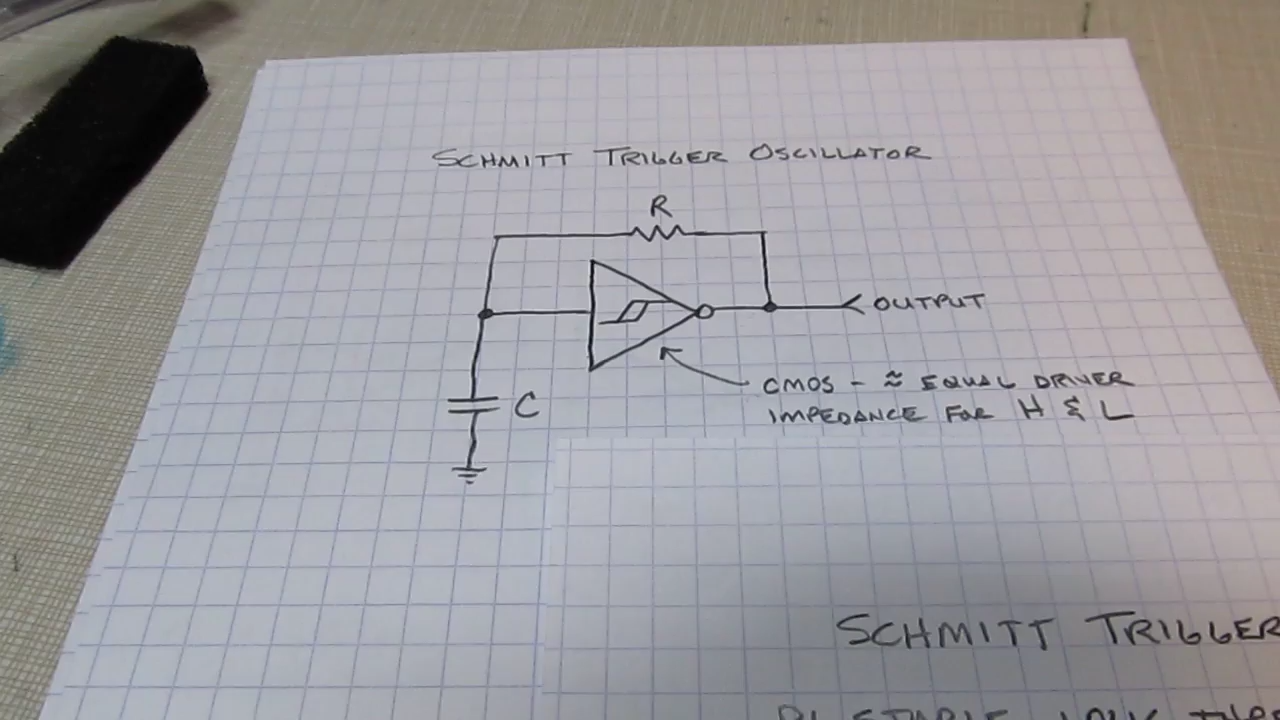 SCHMITT TRIGGER OSCILLATOR
R
OUTPUT
CMOS - ≈ EQUAL DRIVER
IMPEDANCE FOR H & L
C
SCHMITT TRIGGER